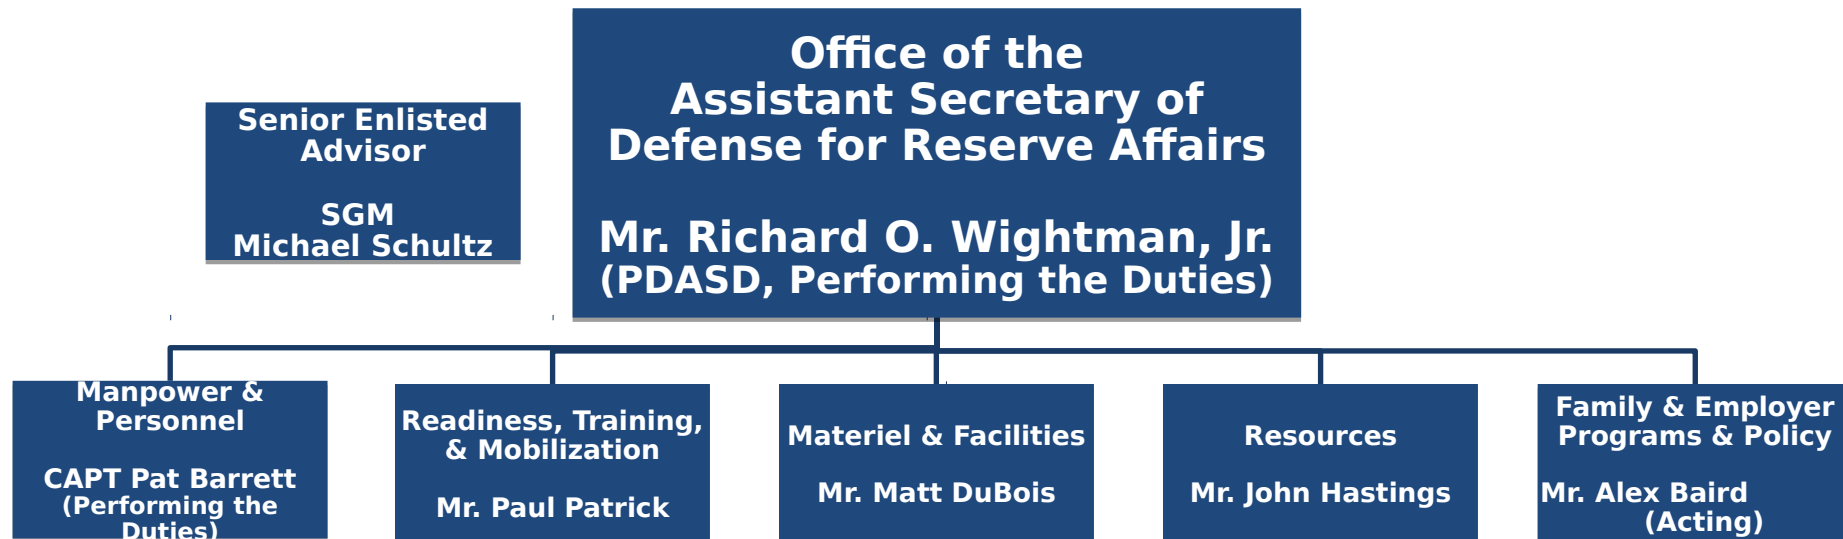 Office of the
Assistant Secretary of
Defense for Reserve Affairs
Mr. Richard O. Wightman, Jr.
(PDASD, Performing the Duties)
Senior Enlisted
Advisor
SGM
Michael Schultz
Manpower &
Personnel
CAPT Pat Barrett
(Performing the
Duties)
Readiness, Training,
& Mobilization
Mr. Paul Patrick
Materiel & Facilities
Mr. Matt DuBois
Resources
Mr. John Hastings
Family & Employer
Programs & Policy
Mr. Alex Baird
(Acting)